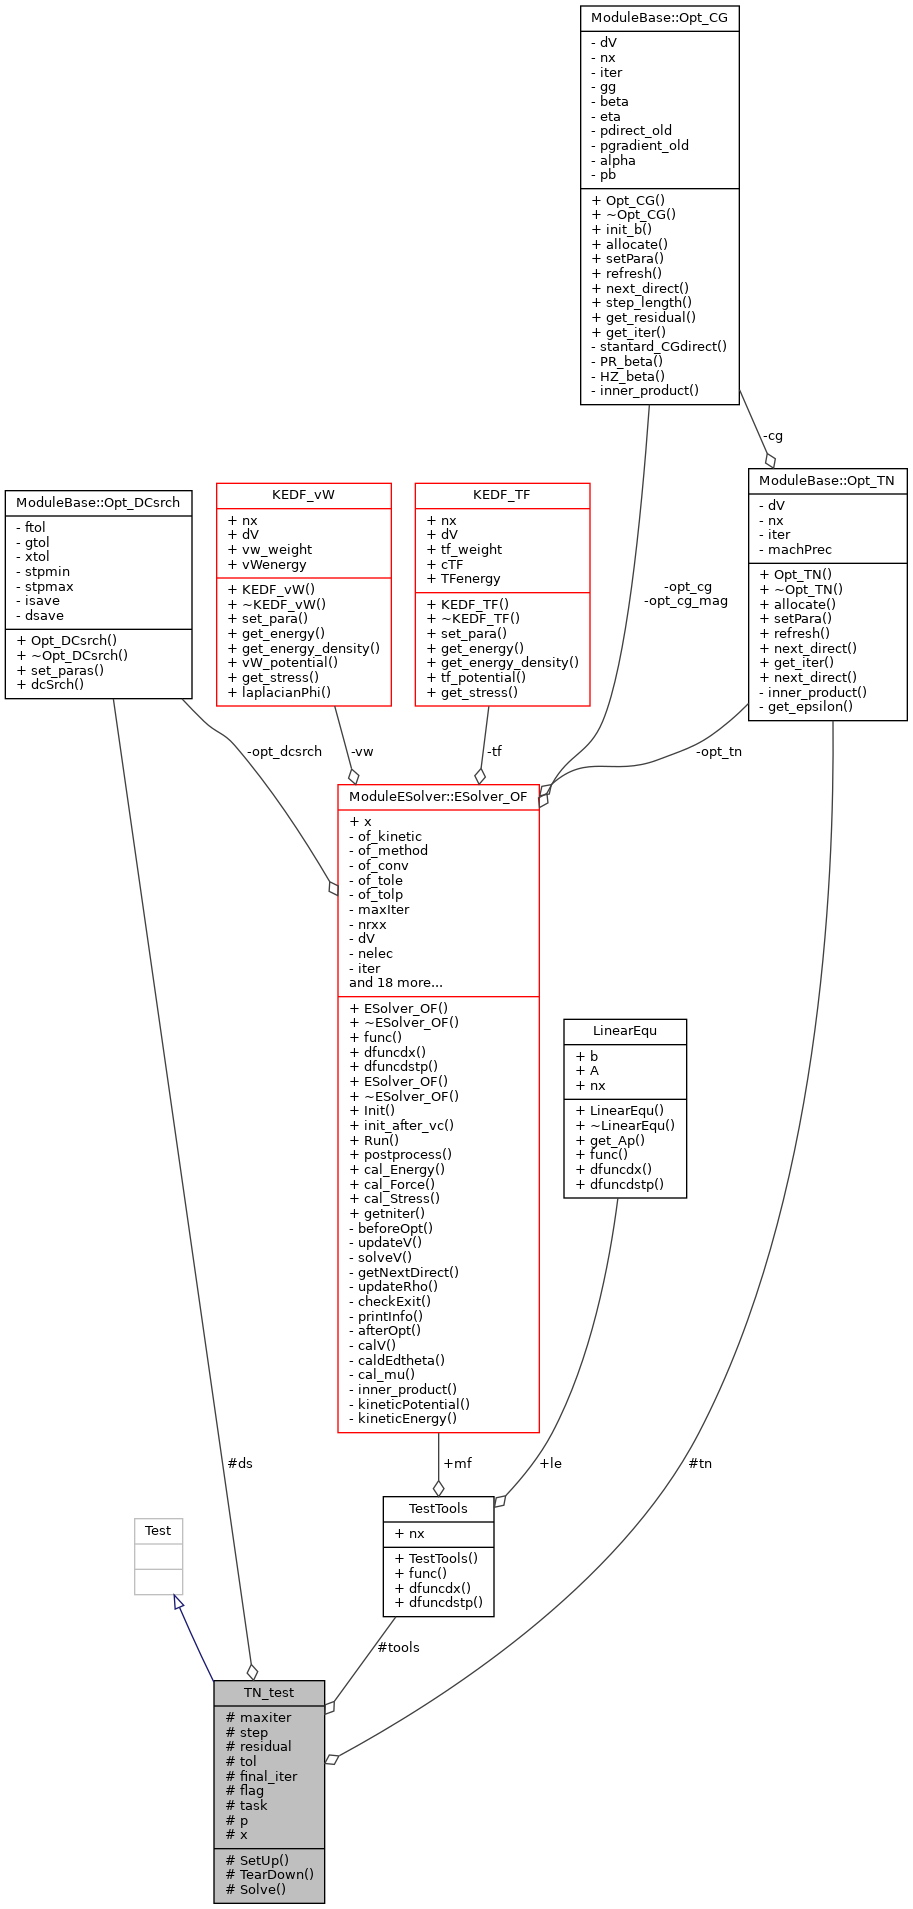 ModuleBase::Opt_CG
- dV
- nx
- iter
- gg
- beta
- eta
- pdirect_old
- pgradient_old
- alpha
- pb
+ Opt_CG()
+ ~Opt_CG()
+ init_b()
+ allocate()
+ setPara()
+ refresh()
+ next_direct()
+ step_length()
+ get_residual()
+ get_iter()
- stantard_CGdirect()
- PR_beta()
- HZ_beta()
- inner_product()
-cg
ModuleBase::Opt_TN
- dV
- nx
- iter
- machPrec
+ Opt_TN()
+ ~Opt_TN()
+ allocate()
+ setPara()
+ refresh()
+ next_direct()
+ get_iter()
+ next_direct()
- inner_product()
- get_epsilon()
ModuleBase::Opt_DCsrch
- ftol
- gtol
- xtol
- stpmin
- stpmax
- isave
- dsave
+ Opt_DCsrch()
+ ~Opt_DCsrch()
+ set_paras()
+ dcSrch()
KEDF_vW
+ nx
+ dV
+ vw_weight
+ vWenergy
+ KEDF_vW()
+ ~KEDF_vW()
+ set_para()
+ get_energy()
+ get_energy_density()
+ vW_potential()
+ get_stress()
+ laplacianPhi()
KEDF_TF
+ nx
+ dV
+ tf_weight
+ cTF
+ TFenergy
+ KEDF_TF()
+ ~KEDF_TF()
+ set_para()
+ get_energy()
+ get_energy_density()
+ tf_potential()
+ get_stress()
-opt_cg
-opt_cg_mag
-opt_dcsrch
-vw
-tf
-opt_tn
ModuleESolver::ESolver_OF
+ x
- of_kinetic
- of_method
- of_conv
- of_tole
- of_tolp
- maxIter
- nrxx
- dV
- nelec
- iter
and 18 more...
+ ESolver_OF()
+ ~ESolver_OF()
+ func()
+ dfuncdx()
+ dfuncdstp()
+ ESolver_OF()
+ ~ESolver_OF()
+ Init()
+ init_after_vc()
+ Run()
+ postprocess()
+ cal_Energy()
+ cal_Force()
+ cal_Stress()
+ getniter()
- beforeOpt()
- updateV()
- solveV()
- getNextDirect()
- updateRho()
- checkExit()
- printInfo()
- afterOpt()
- calV()
- caldEdtheta()
- cal_mu()
- inner_product()
- kineticPotential()
- kineticEnergy()
LinearEqu
+ b
+ A
+ nx
+ LinearEqu()
+ ~LinearEqu()
+ get_Ap()
+ func()
+ dfuncdx()
+ dfuncdstp()
#ds
+mf
+le
#tn
TestTools
+ nx
+ TestTools()
+ func()
+ dfuncdx()
+ dfuncdstp()
Test
#tools
TN_test
# maxiter
# step
# residual
# tol
# final_iter
# flag
# task
# p
# x
# SetUp()
# TearDown()
# Solve()